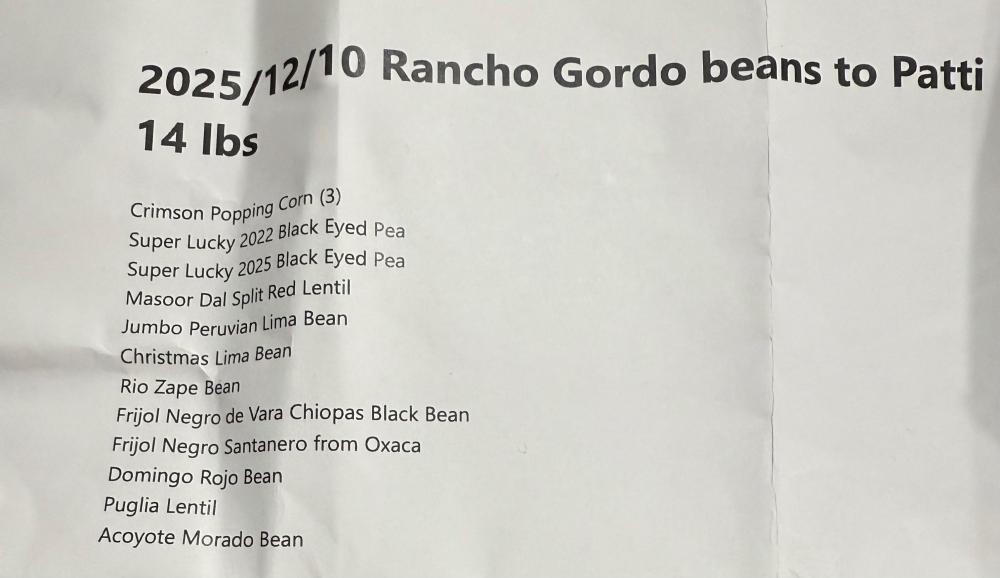 2025/12/10 Rancho Gordo beans to Patti
14 lbs
Crimson Popping Corn (3)
Super Lucky 2022 Black Eyed Pea
Super Lucky 2025 Black Eyed Pea
Masoor Dal Split Red Lentil
Jumbo Peruvian Lima Bean
Christmas Lima Bean
Rio Zape Bean
Frijol Negro de Vara Chiopas Black Bean
Frijol Negro Santanero from Oxaca
Domingo Rojo Bean
Puglia Lentil
Acoyote Morado Bean